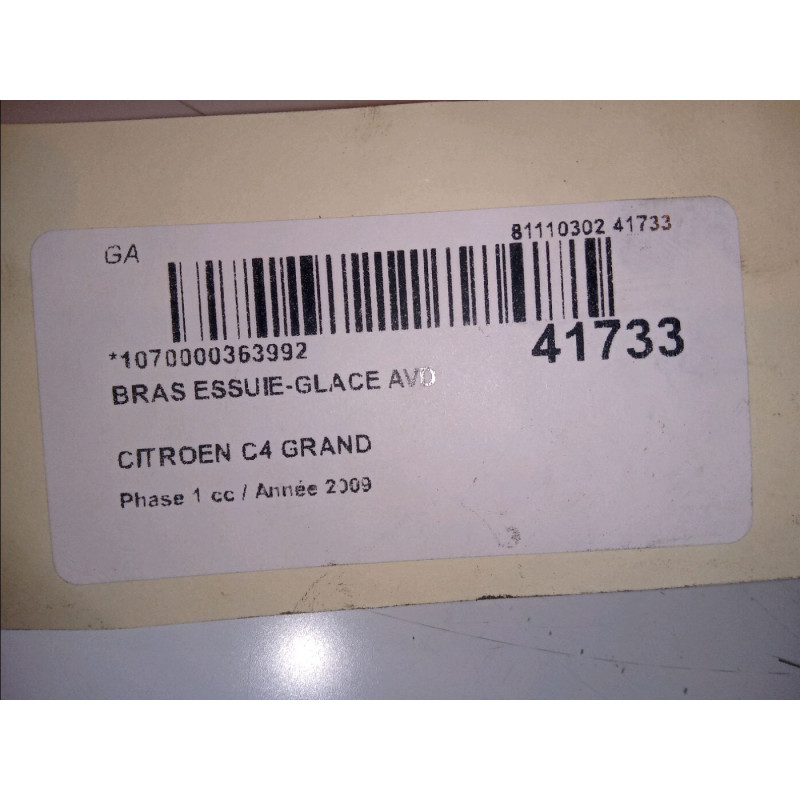 GA
81110302 41733
*1070000363992
41733
BRAS ESSUIE-GLACE AVD
CITROEN C4 GRAND
Phase 1 cc / Année 2009